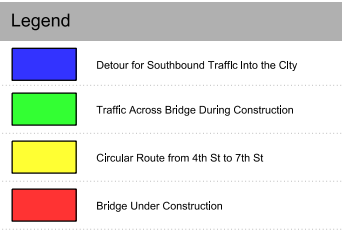 Legend
Detour for Southbound Traffic Into the City
Traffic Across Bridge During Construction
Circular Route from 4th St to 7th St
Bridge Under Construction